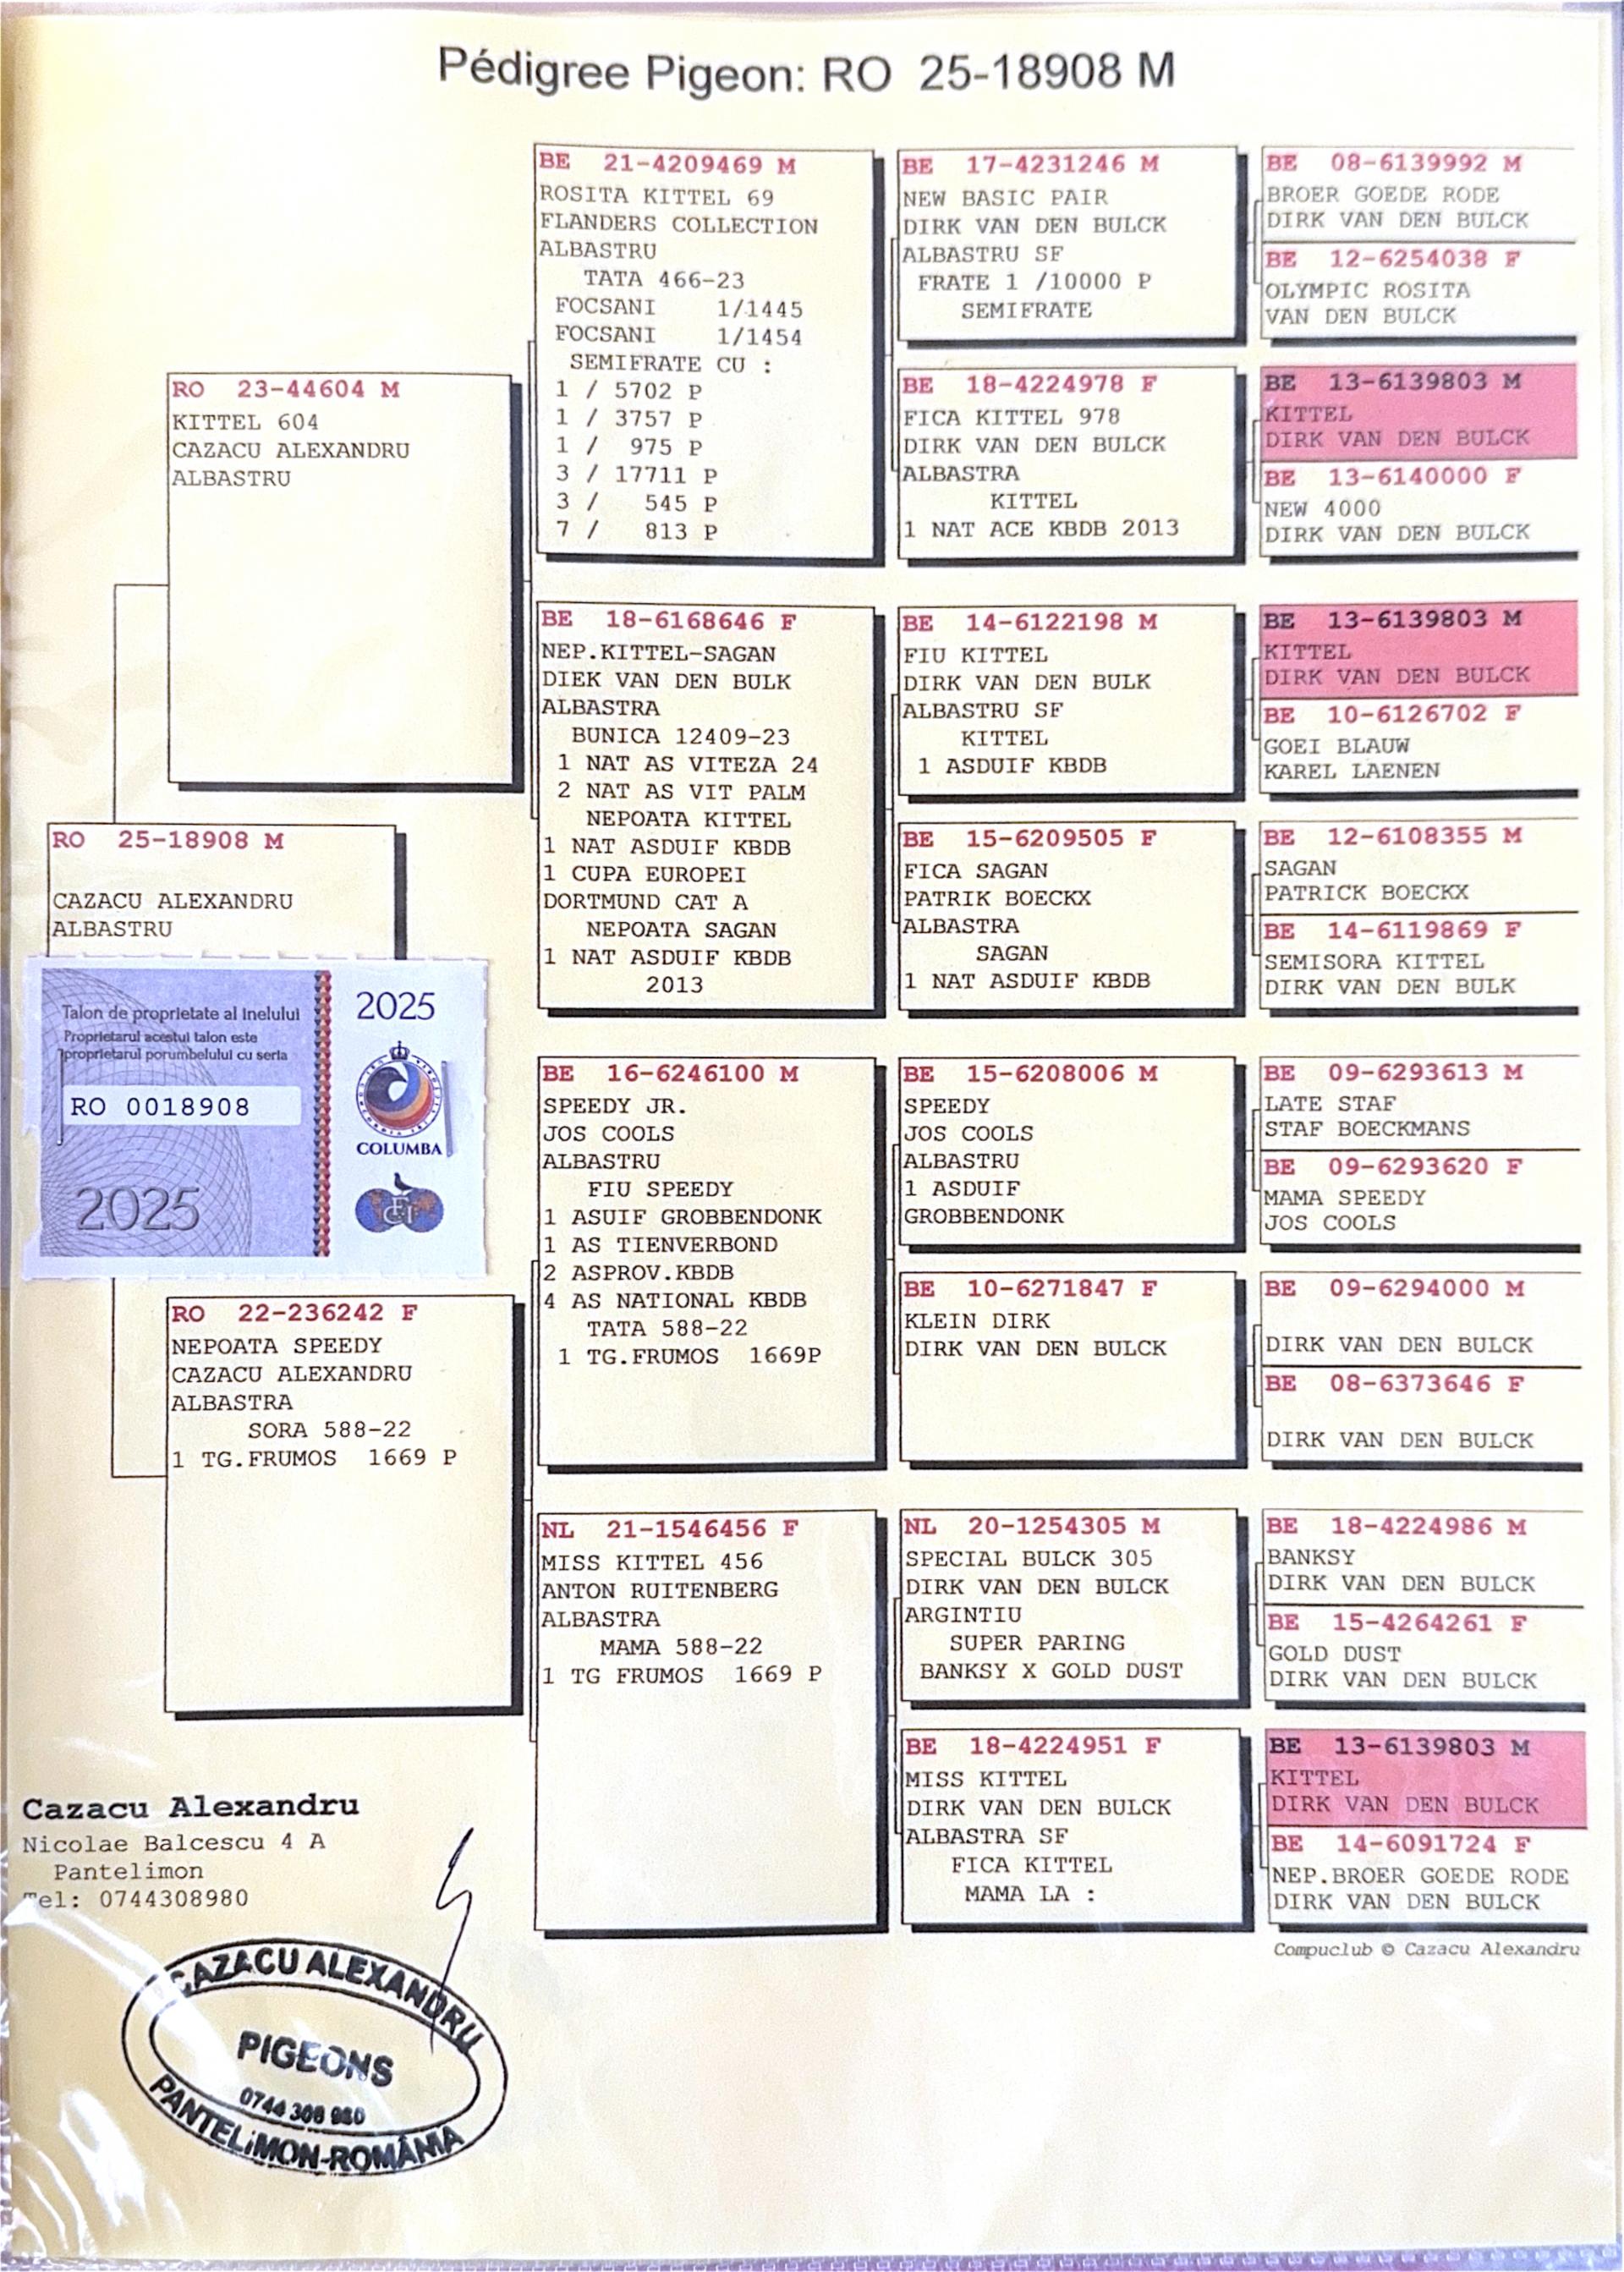 Pédigree Pigeon: RO 25-18908 M
RO 25-18908 M
CAZACU ALEXANDRU
ALBASTRU
Talon de proprietate al inelului
Proprietarul acestui talon este
proprietarul porumbelului cu seria
RO 0018908
2025
2025
COLUMBA
FCI
RO 23-44604 M
KITTEL 604
CAZACU ALEXANDRU
ALBASTRU
RO 22-236242 F
NEPOATA SPEEDY
CAZACU ALEXANDRU
ALBASTRA
SORA 588-22
1 TG.FRUMOS 1669 P
BE 21-4209469 M
ROSITA KITTEL 69
FLANDERS COLLECTION
ALBASTRU
TATA 466-23
FOCSANI 1/1445
FOCSANI 1/1454
SEMIFRATE CU :
1 / 5702 P
1 / 3757 P
1 / 975 P
3 / 17711 P
3 / 545 P
7 / 813 P
BE 18-6168646 F
NEP.KITTEL-SAGAN
DIEK VAN DEN BULK
ALBASTRA
BUNICA 12409-23
1 NAT AS VITEZA 24
2 NAT AS VIT PALM
NEPOATA KITTEL
1 NAT ASDUIF KBDB
1 CUPA EUROPEI
DORTMUND CAT A
NEPOATA SAGAN
1 NAT ASDUIF KBDB
2013
BE 16-6246100 M
SPEEDY JR.
JOS COOLS
ALBASTRU
FIU SPEEDY
1 ASUIF GROBBENDONK
1 AS TIENVERBOND
2 ASPROV.KBDB
4 AS NATIONAL KBDB
TATA 588-22
1 TG.FRUMOS 1669P
NL 21-1546456 F
MISS KITTEL 456
ANTON RUITENBERG
ALBASTRA
MAMA 588-22
1 TG FRUMOS 1669 P
BE 17-4231246 M
NEW BASIC PAIR
DIRK VAN DEN BULCK
ALBASTRU SF
FRATE 1 /10000 P
SEMIFRATE
BE 18-4224978 F
FICA KITTEL 978
DIRK VAN DEN BULCK
ALBASTRA
KITTEL
1 NAT ACE KBDB 2013
BE 14-6122198 M
FIU KITTEL
DIRK VAN DEN BULK
ALBASTRU SF
KITTEL
1 ASDUIF KBDB
BE 15-6209505 F
FICA SAGAN
PATRIK BOECKX
ALBASTRA
SAGAN
1 NAT ASDUIF KBDB
BE 15-6208006 M
SPEEDY
JOS COOLS
ALBASTRU
1 ASDUIF
GROBBENDONK
BE 10-6271847 F
KLEIN DIRK
DIRK VAN DEN BULCK
NL 20-1254305 M
SPECIAL BULCK 305
DIRK VAN DEN BULCK
ARGINTIU
SUPER PARING
BANKSY X GOLD DUST
BE 18-4224951 F
MISS KITTEL
DIRK VAN DEN BULCK
ALBASTRA SF
FICA KITTEL
MAMA LA :
BE 08-6139992 M
BROER GOEDE RODE
DIRK VAN DEN BULCK
BE 12-6254038 F
OLYMPIC ROSITA
VAN DEN BULCK
BE 13-6139803 M
KITTEL
DIRK VAN DEN BULCK
BE 13-6140000 F
NEW 4000
DIRK VAN DEN BULCK
BE 13-6139803 M
KITTEL
DIRK VAN DEN BULCK
BE 10-6126702 F
GOEI BLAUW
KAREL LAENEN
BE 12-6108355 M
SAGAN
PATRICK BOECKX
BE 14-6119869 F
SEMISORA KITTEL
DIRK VAN DEN BULK
BE 09-6293613 M
LATE STAF
STAF BOECKMANS
BE 09-6293620 F
MAMA SPEEDY
JOS COOLS
BE 09-6294000 M
DIRK VAN DEN BULCK
BE 08-6373646 F
DIRK VAN DEN BULCK
BE 18-4224986 M
BANKSY
DIRK VAN DEN BULCK
BE 15-4264261 F
GOLD DUST
DIRK VAN DEN BULCK
BE 13-6139803 M
KITTEL
DIRK VAN DEN BULCK
BE 14-6091724 F
NEP.BROER GOEDE RODE
DIRK VAN DEN BULCK
Compuclub © Cazacu Alexandru
Cazacu Alexandru
Nicolae Balcescu 4 A
Pantelimon
Tel: 0744308980
CAZACU ALEXANDRU
PIGEONS
0744 308 980
PANTELiMON-ROMÂNIA